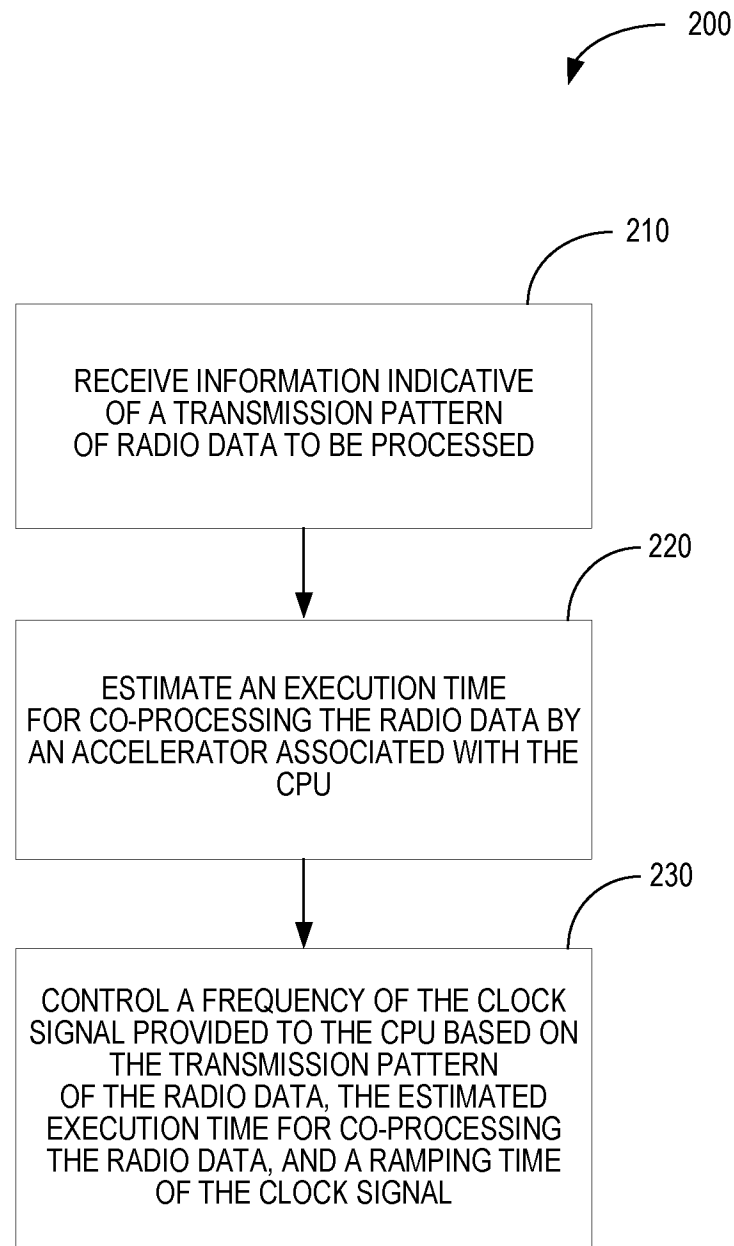 200
210
RECEIVE INFORMATION INDICATIVE
OF A TRANSMISSION PATTERN
OF RADIO DATA TO BE PROCESSED
220
ESTIMATE AN EXECUTION TIME
FOR CO-PROCESSING THE RADIO DATA BY
AN ACCELERATOR ASSOCIATED WITH THE
CPU
230
CONTROL A FREQUENCY OF THE CLOCK
SIGNAL PROVIDED TO THE CPU BASED ON
THE TRANSMISSION PATTERN
OF THE RADIO DATA, THE ESTIMATED
EXECUTION TIME FOR CO-PROCESSING
THE RADIO DATA, AND A RAMPING TIME
OF THE CLOCK SIGNAL